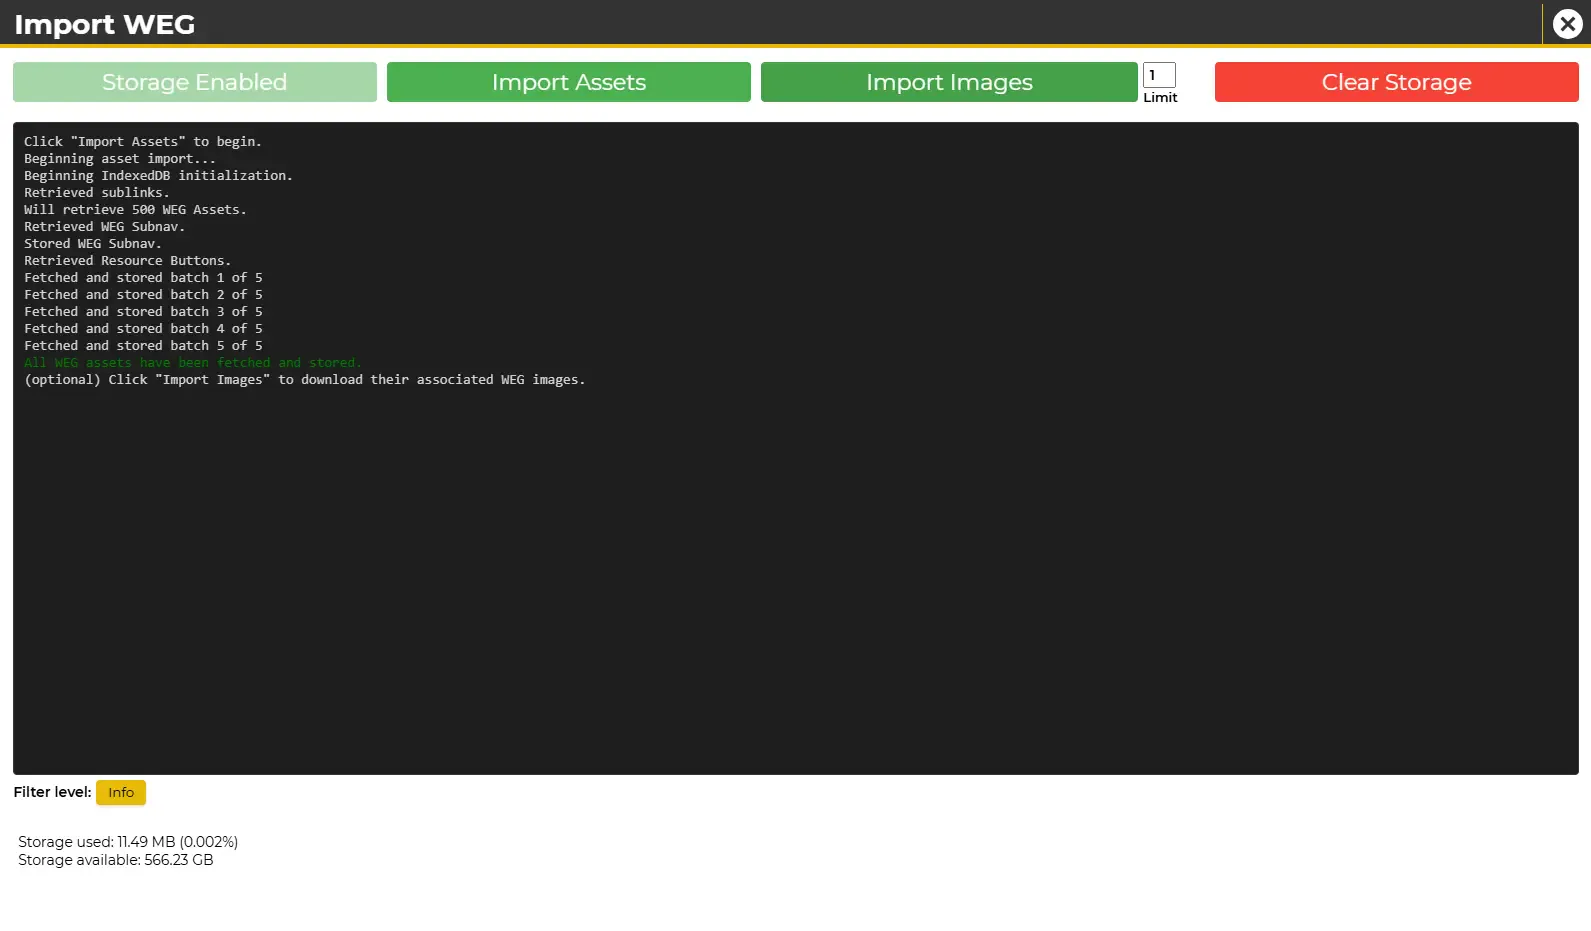 Import WEG
Storage Enabled
Import Assets
Import Images
1
Limit
Clear Storage
Click "Import Assets" to begin.
Beginning asset import...
Beginning IndexedDB initialization.
Retrieved sublinks.
Will retrieve 500 WEG Assets.
Retrieved WEG Subnav.
Stored WEG Subnav.
Retrieved Resource Buttons.
Fetched and stored batch 1 of 5
Fetched and stored batch 2 of 5
Fetched and stored batch 3 of 5
Fetched and stored batch 4 of 5
Fetched and stored batch 5 of 5
All WEG assets have been fetched and stored.
(optional) Click "Import Images" to download their associated WEG images.
Filter level: Info
Storage used: 11.49 MB (0.002%)
Storage available: 566.23 GB